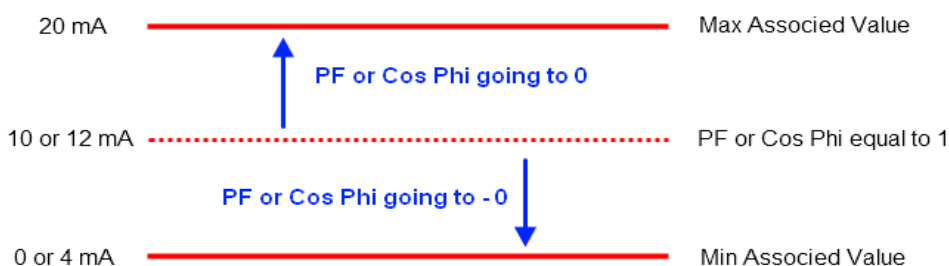 20 mA Max Associed Value
PF or Cos Phi going to 0
10 or 12 mA PF or Cos Phi equal to 1
PF or Cos Phi going to - 0
0 or 4 mA Min Associed Value